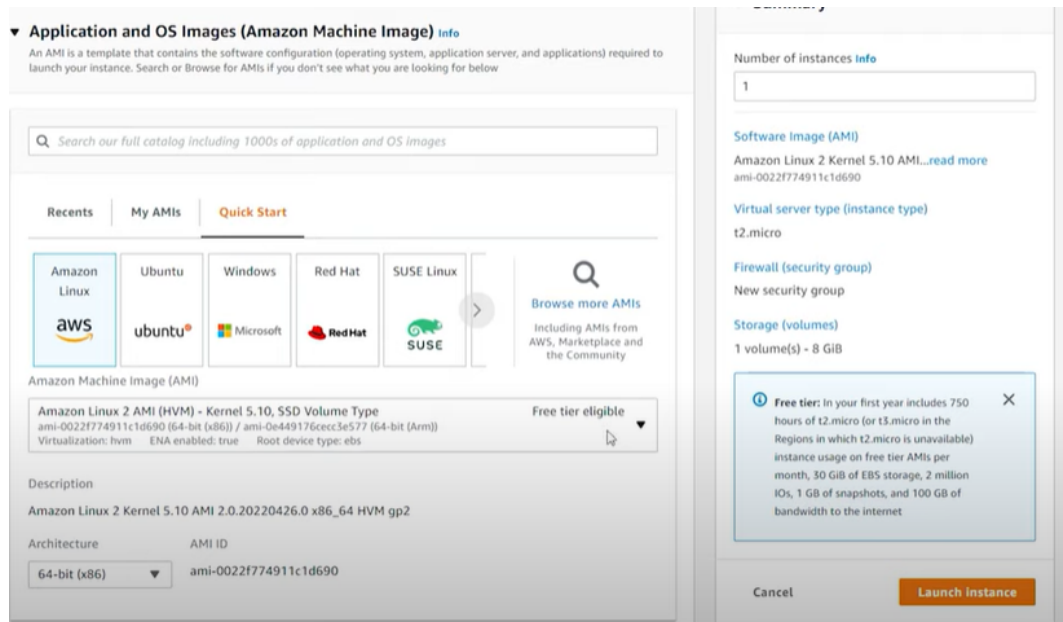 Application and OS Images (Amazon Machine Image) Info
An AMI is a template that contains the software configuration (operating system, application server, and applications) required to
launch your instance. Search or Browse for AMIs if you don't see what you are looking for below
Search our full catalog including 1000s of application and OS images
Recents
My AMIs
Quick Start
Amazon
Linux
aws
Ubuntu
ubuntu
Windows
Microsoft
Red Hat
Red Hat
SUSE Linux
SUSE
Browse more AMIs
Including AMIs from
AWS, Marketplace and
the Community
Amazon Machine Image (AMI)
Amazon Linux 2 AMI (HVM) - Kernel 5.10, SSD Volume Type
Free tier eligible
ami-0022f774911c1d690 (64-bit (x86)) / ami-0e449176cecc3e577 (64-bit (Arm))
Virtualization: hvm ENA enabled: true Root device type: ebs
Description
Amazon Linux 2 Kernel 5.10 AMI 2.0.20220426.0 x86_64 HVM gp2
Architecture
AMI ID
64-bit (x86)
ami-0022f774911c1d690
Summary
Number of instances Info
1
Software Image (AMI)
Amazon Linux 2 Kernel 5.10 AMI...read more
ami-0022f774911c1d690
Virtual server type (instance type)
t2.micro
Firewall (security group)
New security group
Storage (volumes)
1 volume(s) - 8 GiB
Free tier: In your first year includes 750
hours of t2.micro (or t3.micro in the
Regions in which t2.micro is unavailable)
instance usage on free tier AMIs per
month, 30 GiB of EBS storage, 2 million
IOs, 1 GB of snapshots, and 100 GB of
bandwidth to the internet
Cancel
Launch instance